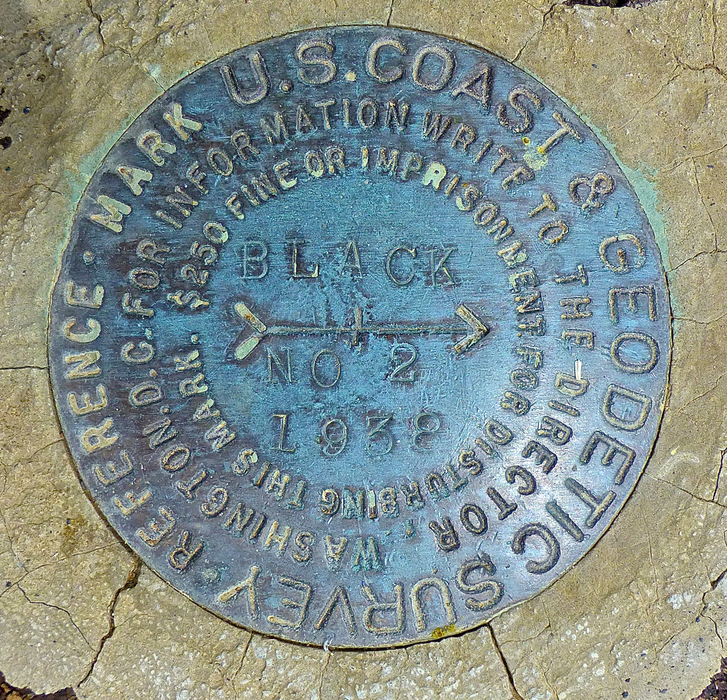 U.S. COAST & GEODETIC SURVEY · REFERENCE · MARK
FOR INFORMATION WRITE TO THE DIRECTOR, WASHINGTON, D.C.
$250 FINE OR IMPRISONMENT FOR DISTURBING THIS MARK.
BLACK
NO 2
1938